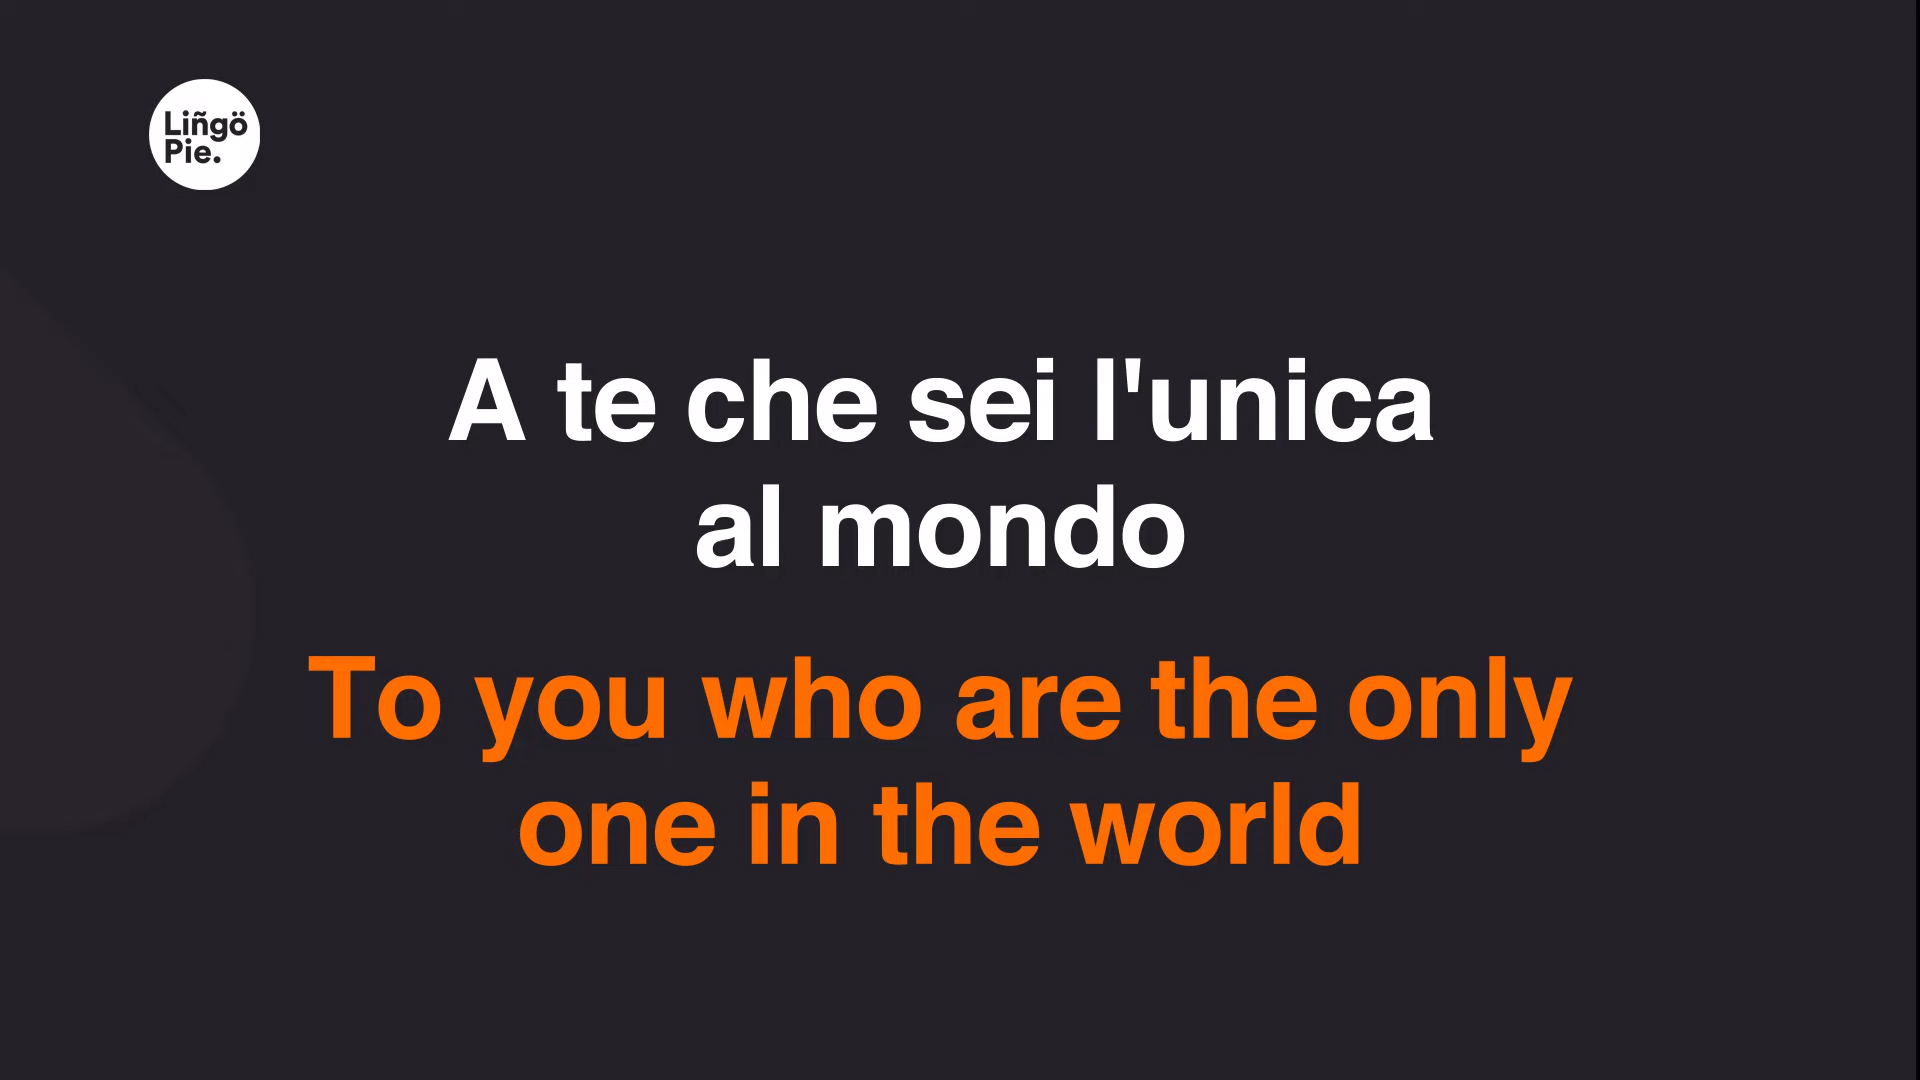 Liñgö
Pie.
A te che sei l'unica
al mondo
To you who are the only
one in the world